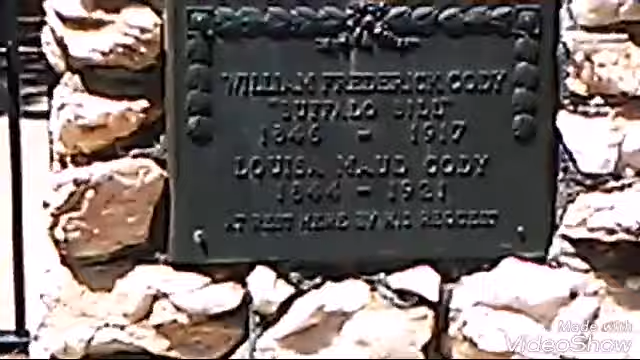 WILLIAM FREDERICK CODY
"BUFFALO BILL"
1846 - 1917
LOUISA MAUD CODY
1844 - 1921
AT REST HERE BY HIS REQUEST
Made With
VideoShow